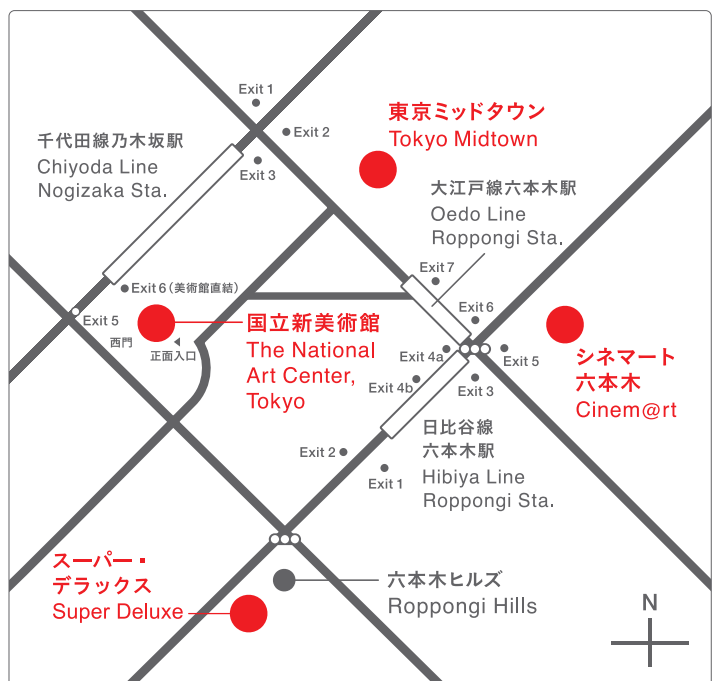 Exit 1
Exit 2
Exit 3
千代田線乃木坂駅
Chiyoda Line
Nogizaka Sta.
東京ミッドタウン
Tokyo Midtown
大江戸線六本木駅
Oedo Line
Roppongi Sta.
Exit 7
Exit 6（美術館直結）
Exit 5
西門
正面入口
国立新美術館
The National
Art Center,
Tokyo
Exit 6
Exit 4a
Exit 5
Exit 4b
Exit 3
シネマート
六本木
Cinem@rt
日比谷線
六本木駅
Hibiya Line
Roppongi Sta.
Exit 2
Exit 1
スーパー・
デラックス
Super Deluxe
六本木ヒルズ
Roppongi Hills
N